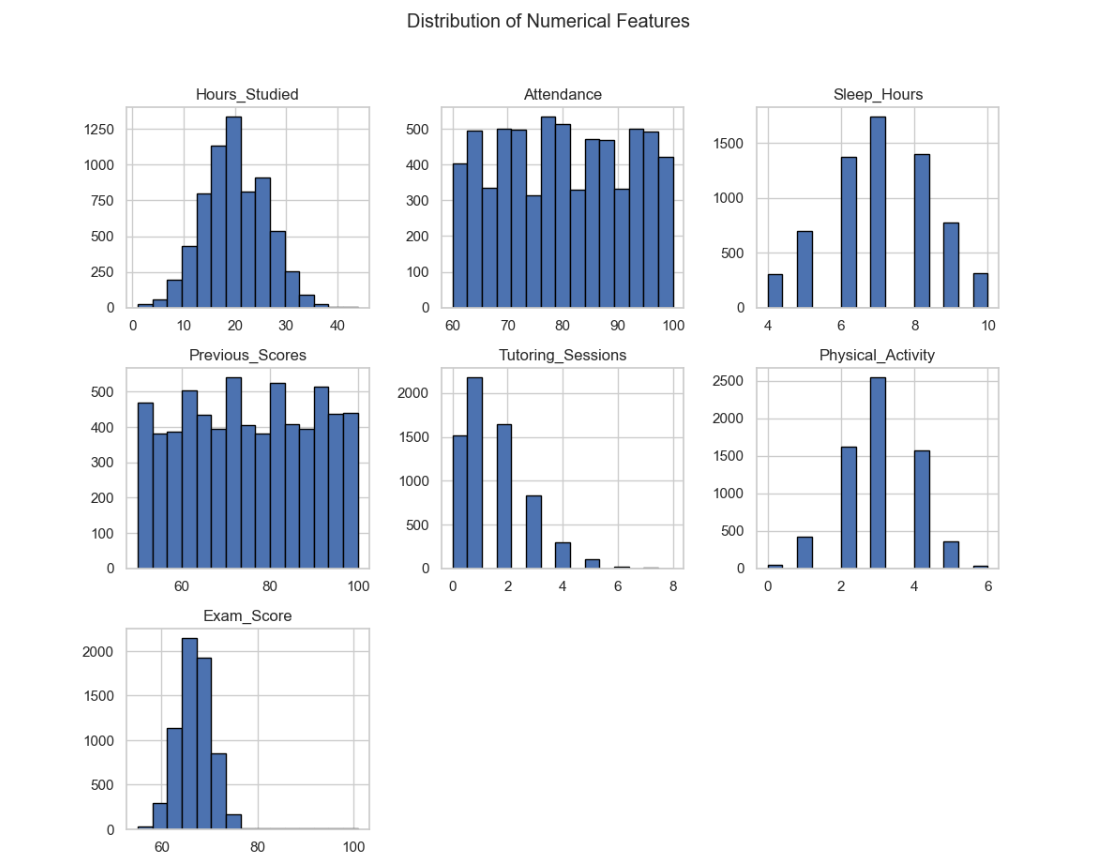 Distribution of Numerical Features
Hours_Studied
1250
1000
750
500
250
0
0 10 20 30 40
Attendance
500
400
300
200
100
0
60 70 80 90 100
Sleep_Hours
1500
1000
500
0
4 6 8 10
Previous_Scores
500
400
300
200
100
0
60 80 100
Tutoring_Sessions
2000
1500
1000
500
0
0 2 4 6 8
Physical_Activity
2500
2000
1500
1000
500
0
0 2 4 6
Exam_Score
2000
1500
1000
500
0
60 80 100